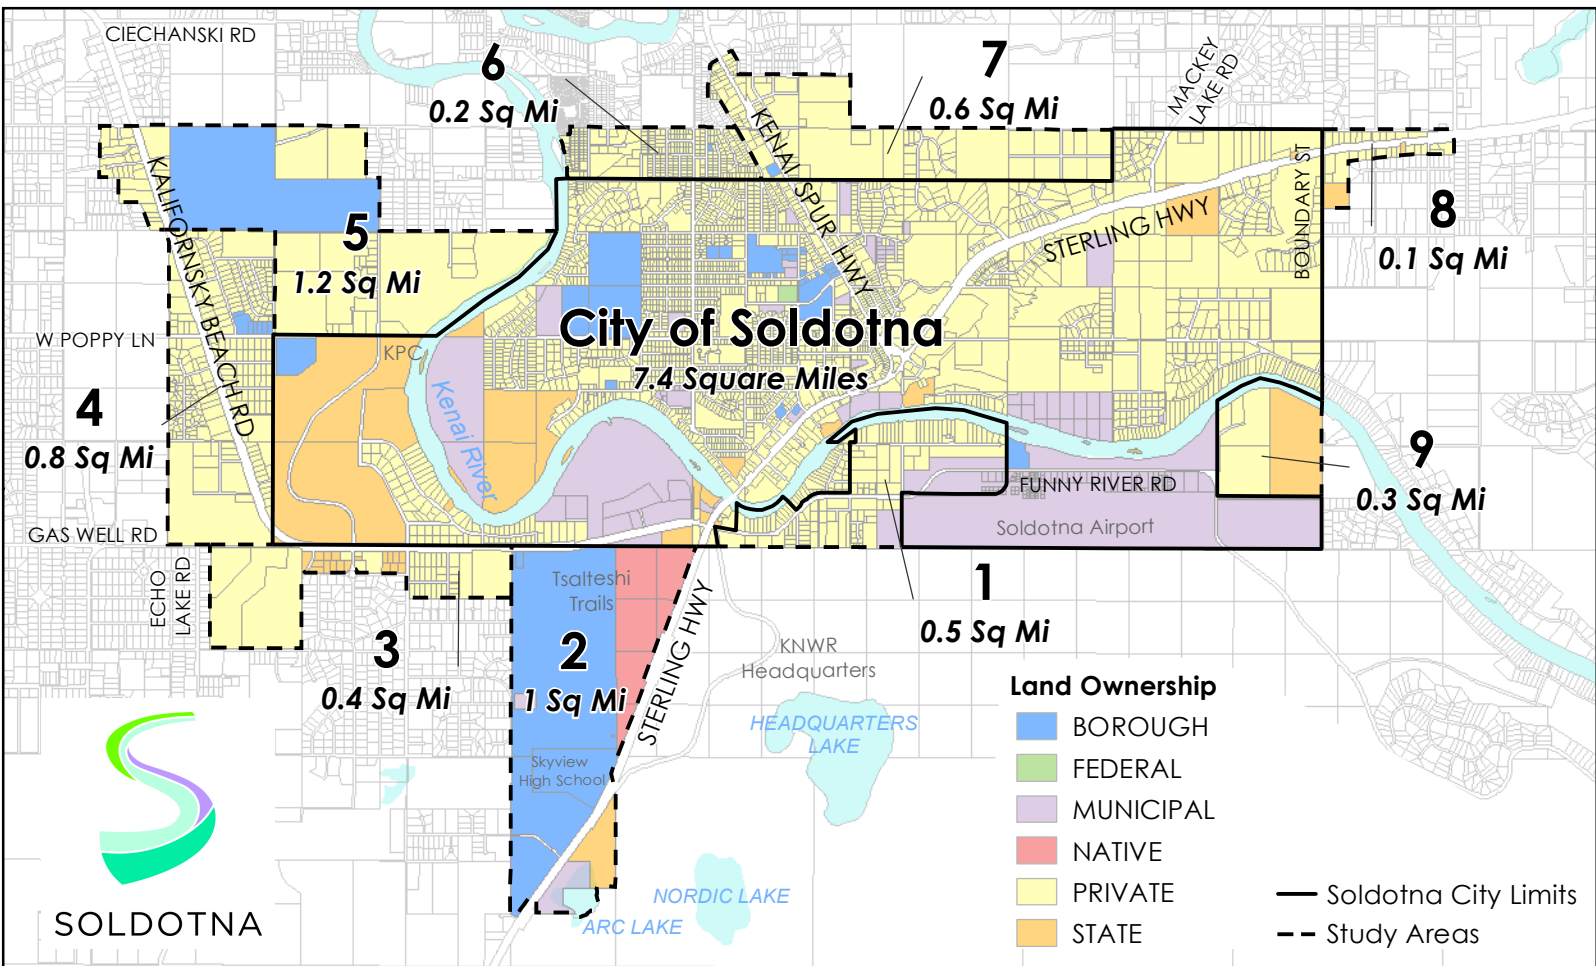 CIECHANSKI RD
6
0.2 Sq Mi
7
0.6 Sq Mi
MACKEY
LAKE RD
KENAI SPUR HWY
KALIFORNSKY BEACH RD
BOUNDARY ST
8
0.1 Sq Mi
STERLING HWY
5
1.2 Sq Mi
City of Soldotna
7.4 Square Miles
W POPPY LN
KPC
Kenai River
4
0.8 Sq Mi
9
0.3 Sq Mi
FUNNY RIVER RD
Soldotna Airport
GAS WELL RD
ECHO
LAKE RD
Tsalteshi
Trails
1
0.5 Sq Mi
2
1 Sq Mi
3
0.4 Sq Mi
STERLING HWY
KNWR
Headquarters
HEADQUARTERS
LAKE
Skyview
High School
NORDIC LAKE
ARC LAKE
SOLDOTNA
Land Ownership
BOROUGH
FEDERAL
MUNICIPAL
NATIVE
PRIVATE
STATE
Soldotna City Limits
Study Areas